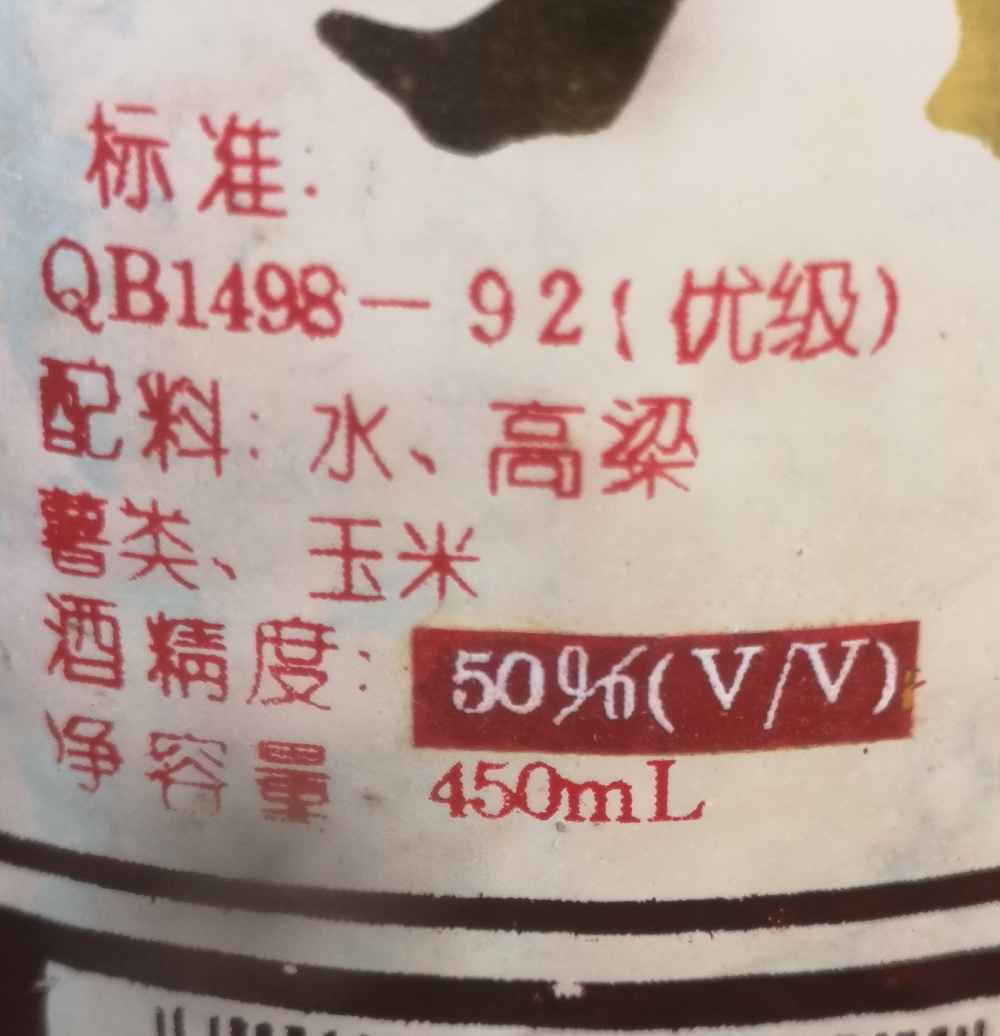 标准:
QB1498-92(优级)
配料:水、高粱
薯类、玉米
酒精度:50%(V/V)
净容量 450mL